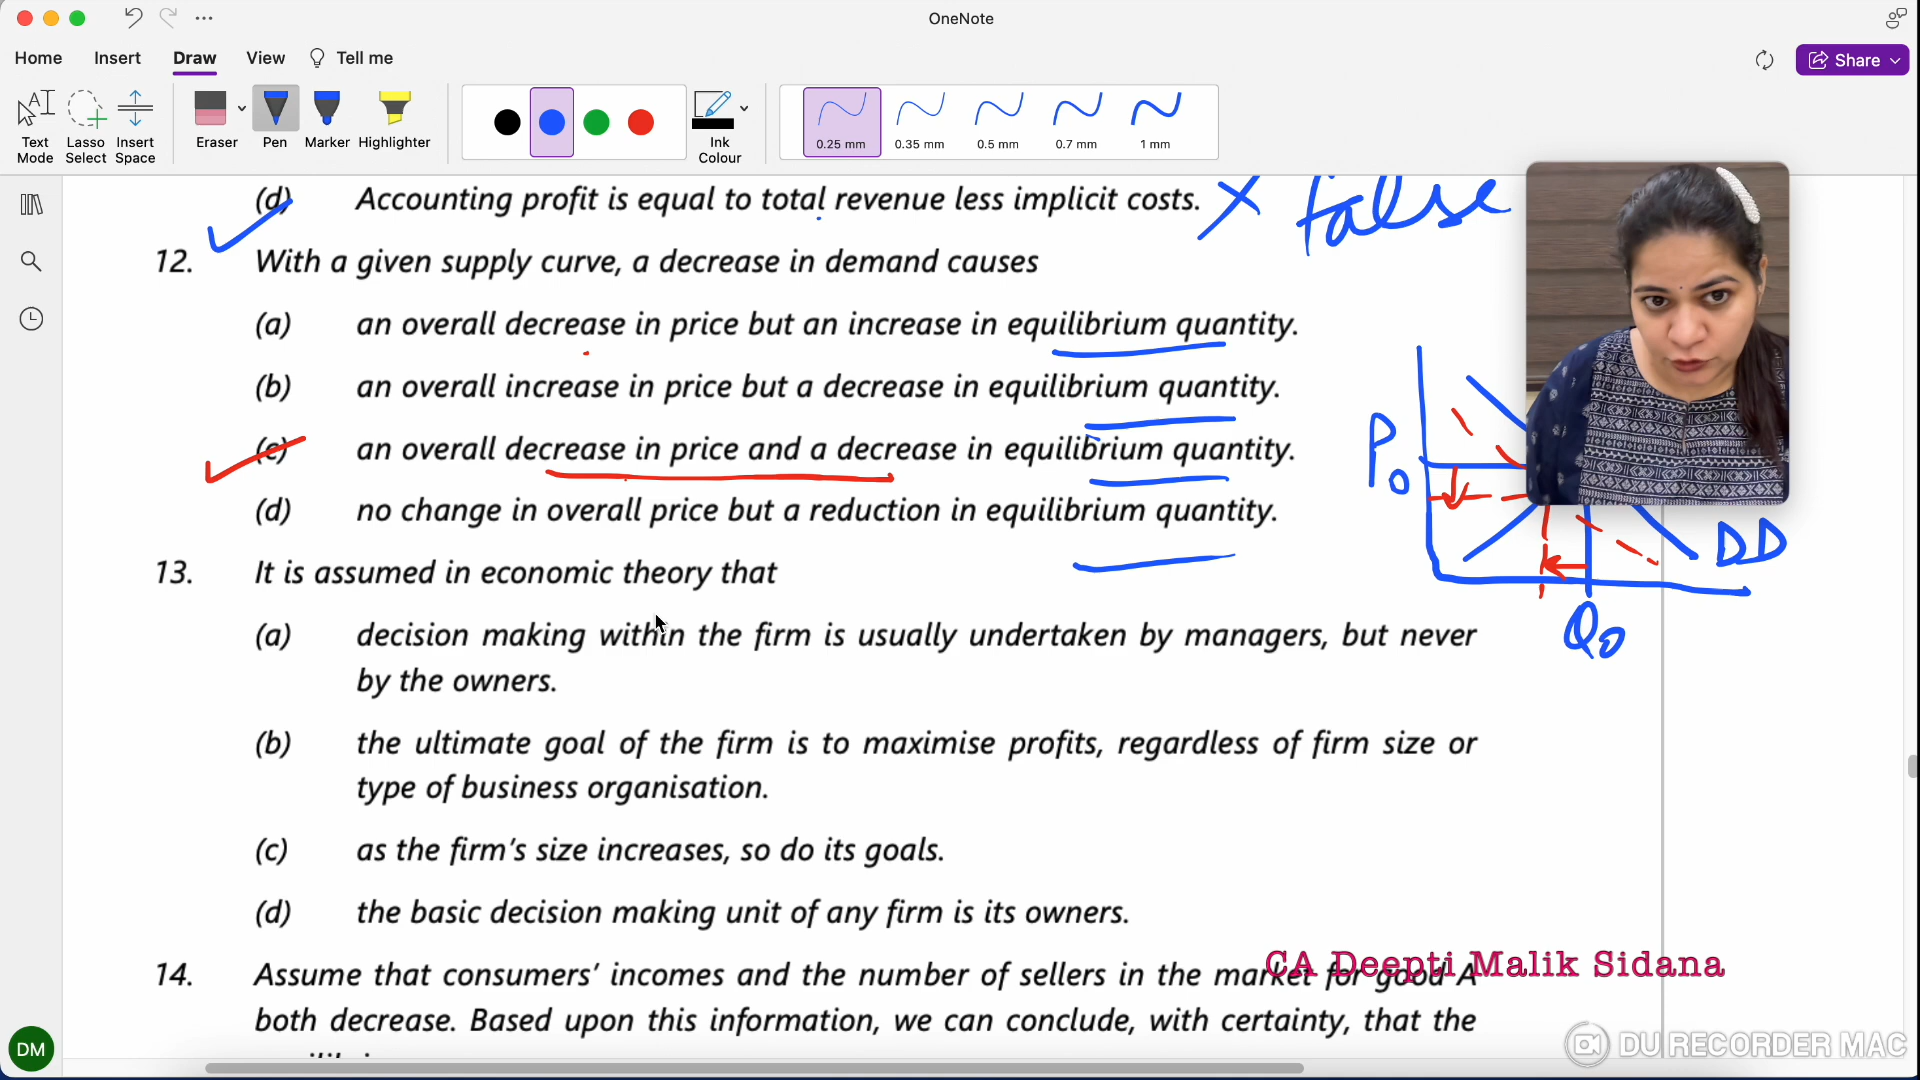 OneNote
Home Insert Draw View Tell me Share
Text Mode Lasso Select Insert Space Eraser Pen Marker Highlighter Ink Colour 0.25 mm 0.35 mm 0.5 mm 0.7 mm 1 mm
(d) Accounting profit is equal to total revenue less implicit costs. X false
12. With a given supply curve, a decrease in demand causes
(a) an overall decrease in price but an increase in equilibrium quantity.
(b) an overall increase in price but a decrease in equilibrium quantity.
(c) an overall decrease in price and a decrease in equilibrium quantity.
(d) no change in overall price but a reduction in equilibrium quantity.
P0
DD
Q0
13. It is assumed in economic theory that
(a) decision making within the firm is usually undertaken by managers, but never
by the owners.
(b) the ultimate goal of the firm is to maximise profits, regardless of firm size or
type of business organisation.
(c) as the firm's size increases, so do its goals.
(d) the basic decision making unit of any firm is its owners.
CA Deepti Malik Sidana
14. Assume that consumers' incomes and the number of sellers in the market for good A
both decrease. Based upon this information, we can conclude, with certainty, that the
DM
DU RECORDER MAC